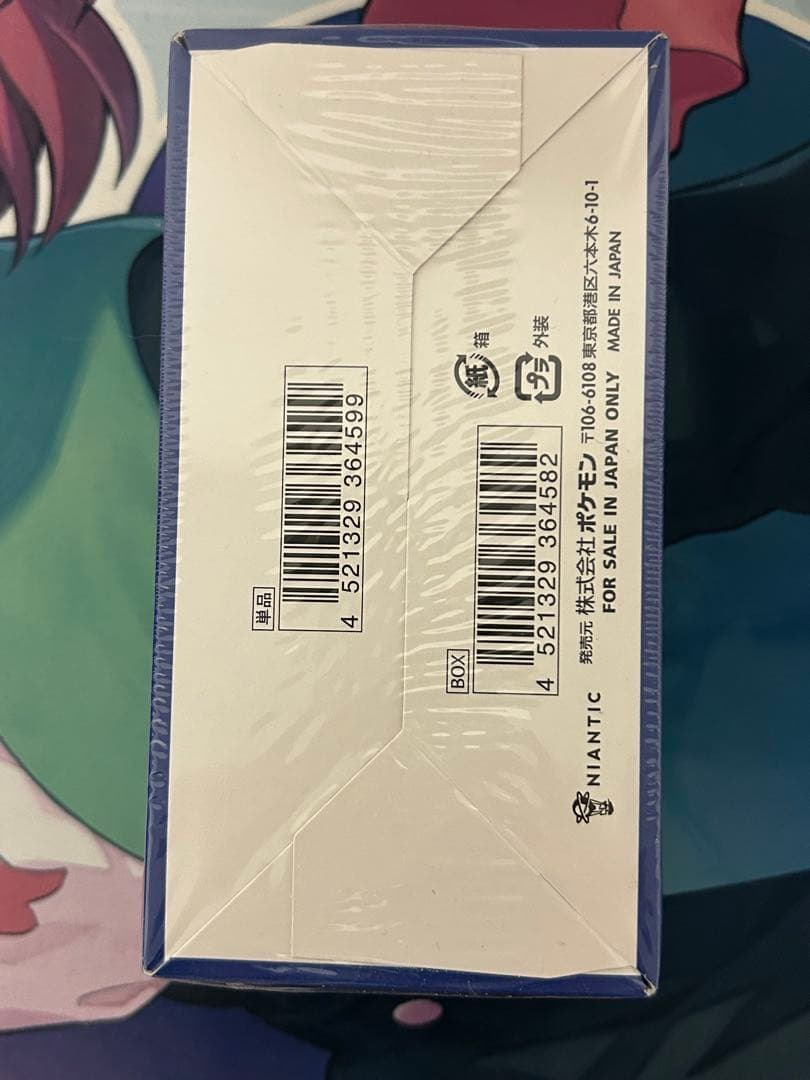 単品
4 521329 364599
BOX
4 521329 364582
紙 箱
プラ 外装
NIANTIC
発売元 株式会社ポケモン 〒106-6108 東京都港区六本木6-10-1
FOR SALE IN JAPAN ONLY MADE IN JAPAN